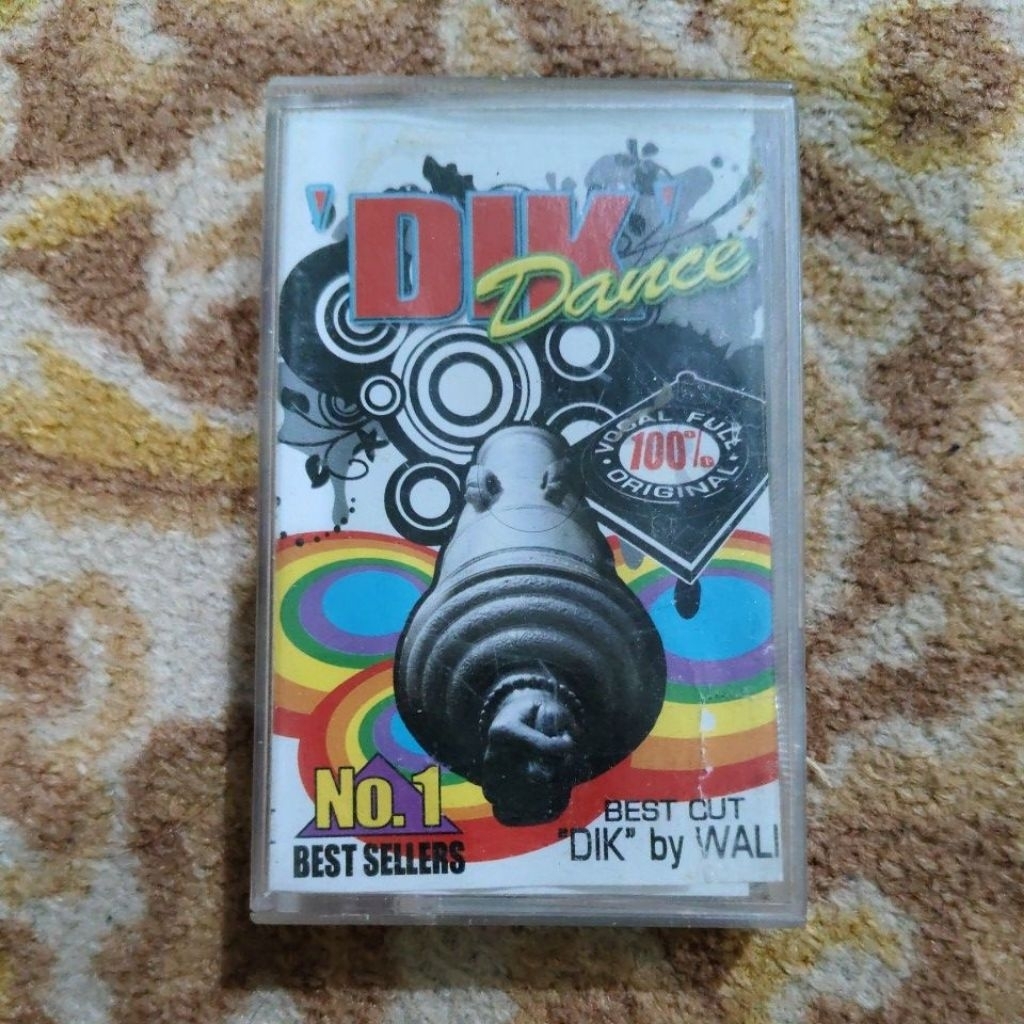 'DIK'
Dance
VOCAL FULL
100%
ORIGINAL
No.1
BEST SELLERS
BEST CUT
"DIK" by WALI